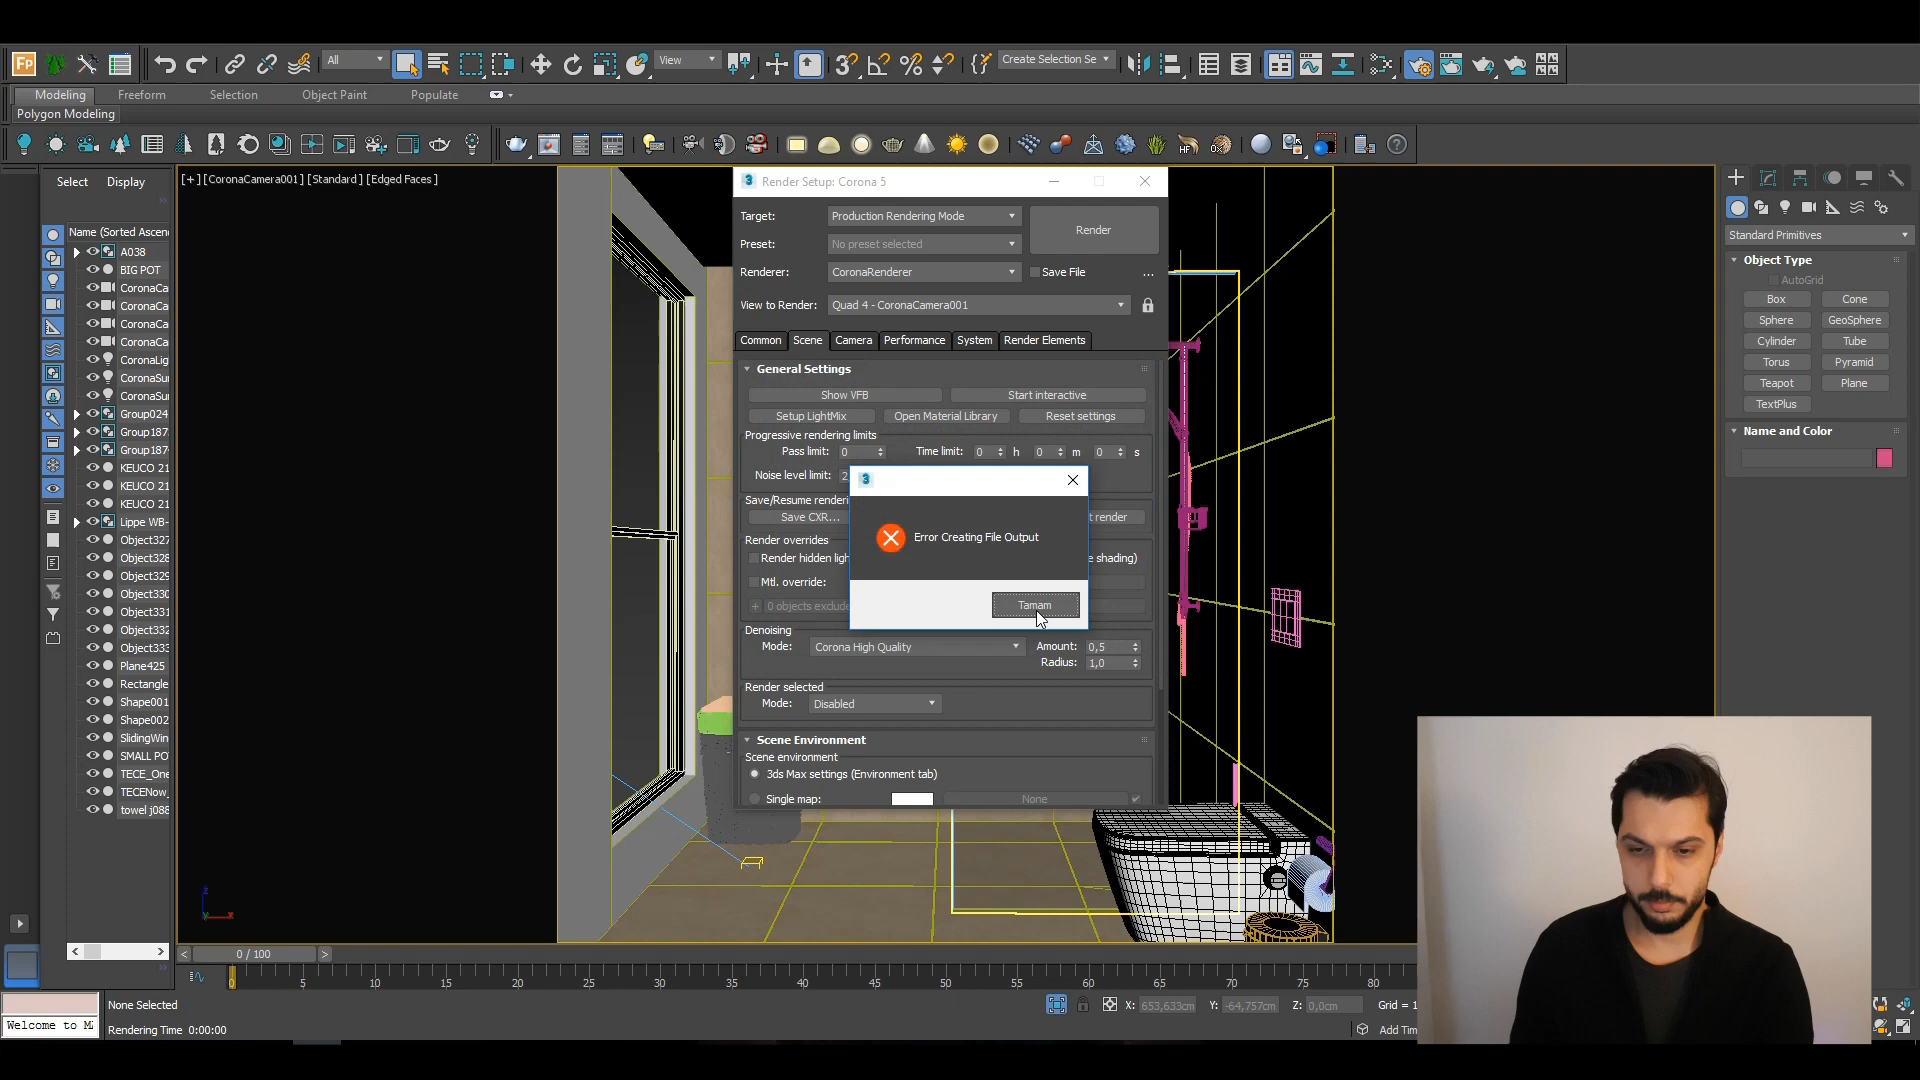 Fp
All
View
Create Selection Se
Modeling
Freeform
Selection
Object Paint
Populate
Polygon Modeling
HF
Select
Display
[+] [CoronaCamera001] [Standard] [Edged Faces]
Name (Sorted Ascen
A038
BIG POT
CoronaCa
CoronaCa
CoronaCa
CoronaCa
CoronaLig
CoronaSu
CoronaSu
Group024
Group187
Group187
KEUCO 21
KEUCO 21
KEUCO 21
Lippe WB-
Object327
Object328
Object329
Object330
Object331
Object332
Object333
Plane425
Rectangle
Shape001
Shape002
SlidingWin
SMALL PO
TECE_One
TECENow_
towel j088
3 Render Setup: Corona 5
Target: Production Rendering Mode
Render
Preset: No preset selected
Renderer: CoronaRenderer
Save File ...
View to Render: Quad 4 - CoronaCamera001
Common Scene Camera Performance System Render Elements
General Settings
Show VFB Start interactive
Setup LightMix Open Material Library Reset settings
Progressive rendering limits
Pass limit: 0 Time limit: 0 h 0 m 0 s
Noise level limit: 2
Save/Resume renderi
Save CXR... t render
Render overrides
Render hidden ligh e shading)
Mtl. override:
+ 0 objects exclude
3
Error Creating File Output
Tamam
Denoising
Mode: Corona High Quality Amount: 0,5
Radius: 1,0
Render selected
Mode: Disabled
Scene Environment
Scene environment
3ds Max settings (Environment tab)
Single map: None
Standard Primitives
Object Type
AutoGrid
Box Cone
Sphere GeoSphere
Cylinder Tube
Torus Pyramid
Teapot Plane
TextPlus
Name and Color
< 0 / 100 >
0 5 10 15 20 25 30 35 40 45 50 55 60 65 70 75 80
None Selected
X: 653,633cm Y: -64,757cm Z: 0,0cm Grid = 1
Welcome to M
Rendering Time 0:00:00
Add Tim